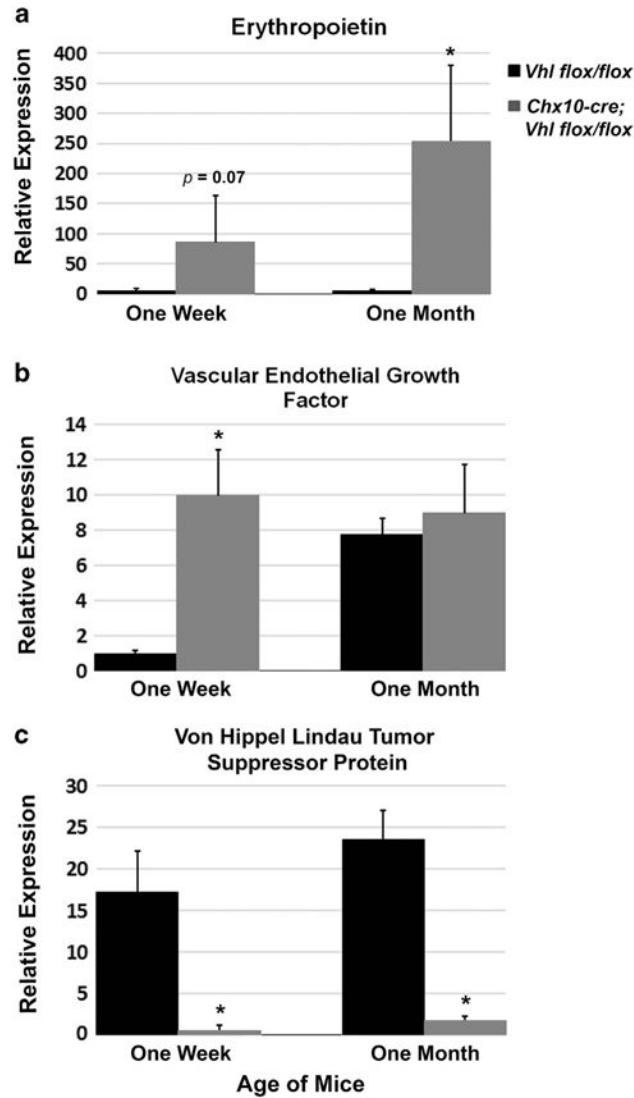 a
Erythropoietin
Relative Expression
400
350
300
250
200
150
100
50
0
p = 0.07
*
One Week
One Month
Vhl flox/flox
Chx10-cre;
Vhl flox/flox
b
Vascular Endothelial Growth
Factor
Relative Expression
14
12
10
8
6
4
2
0
*
One Week
One Month
c
Von Hippel Lindau Tumor
Suppressor Protein
Relative Expression
30
25
20
15
10
5
0
*
*
One Week
One Month
Age of Mice